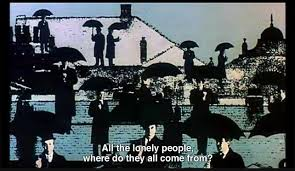 All the lonely people,
where do they all come from?